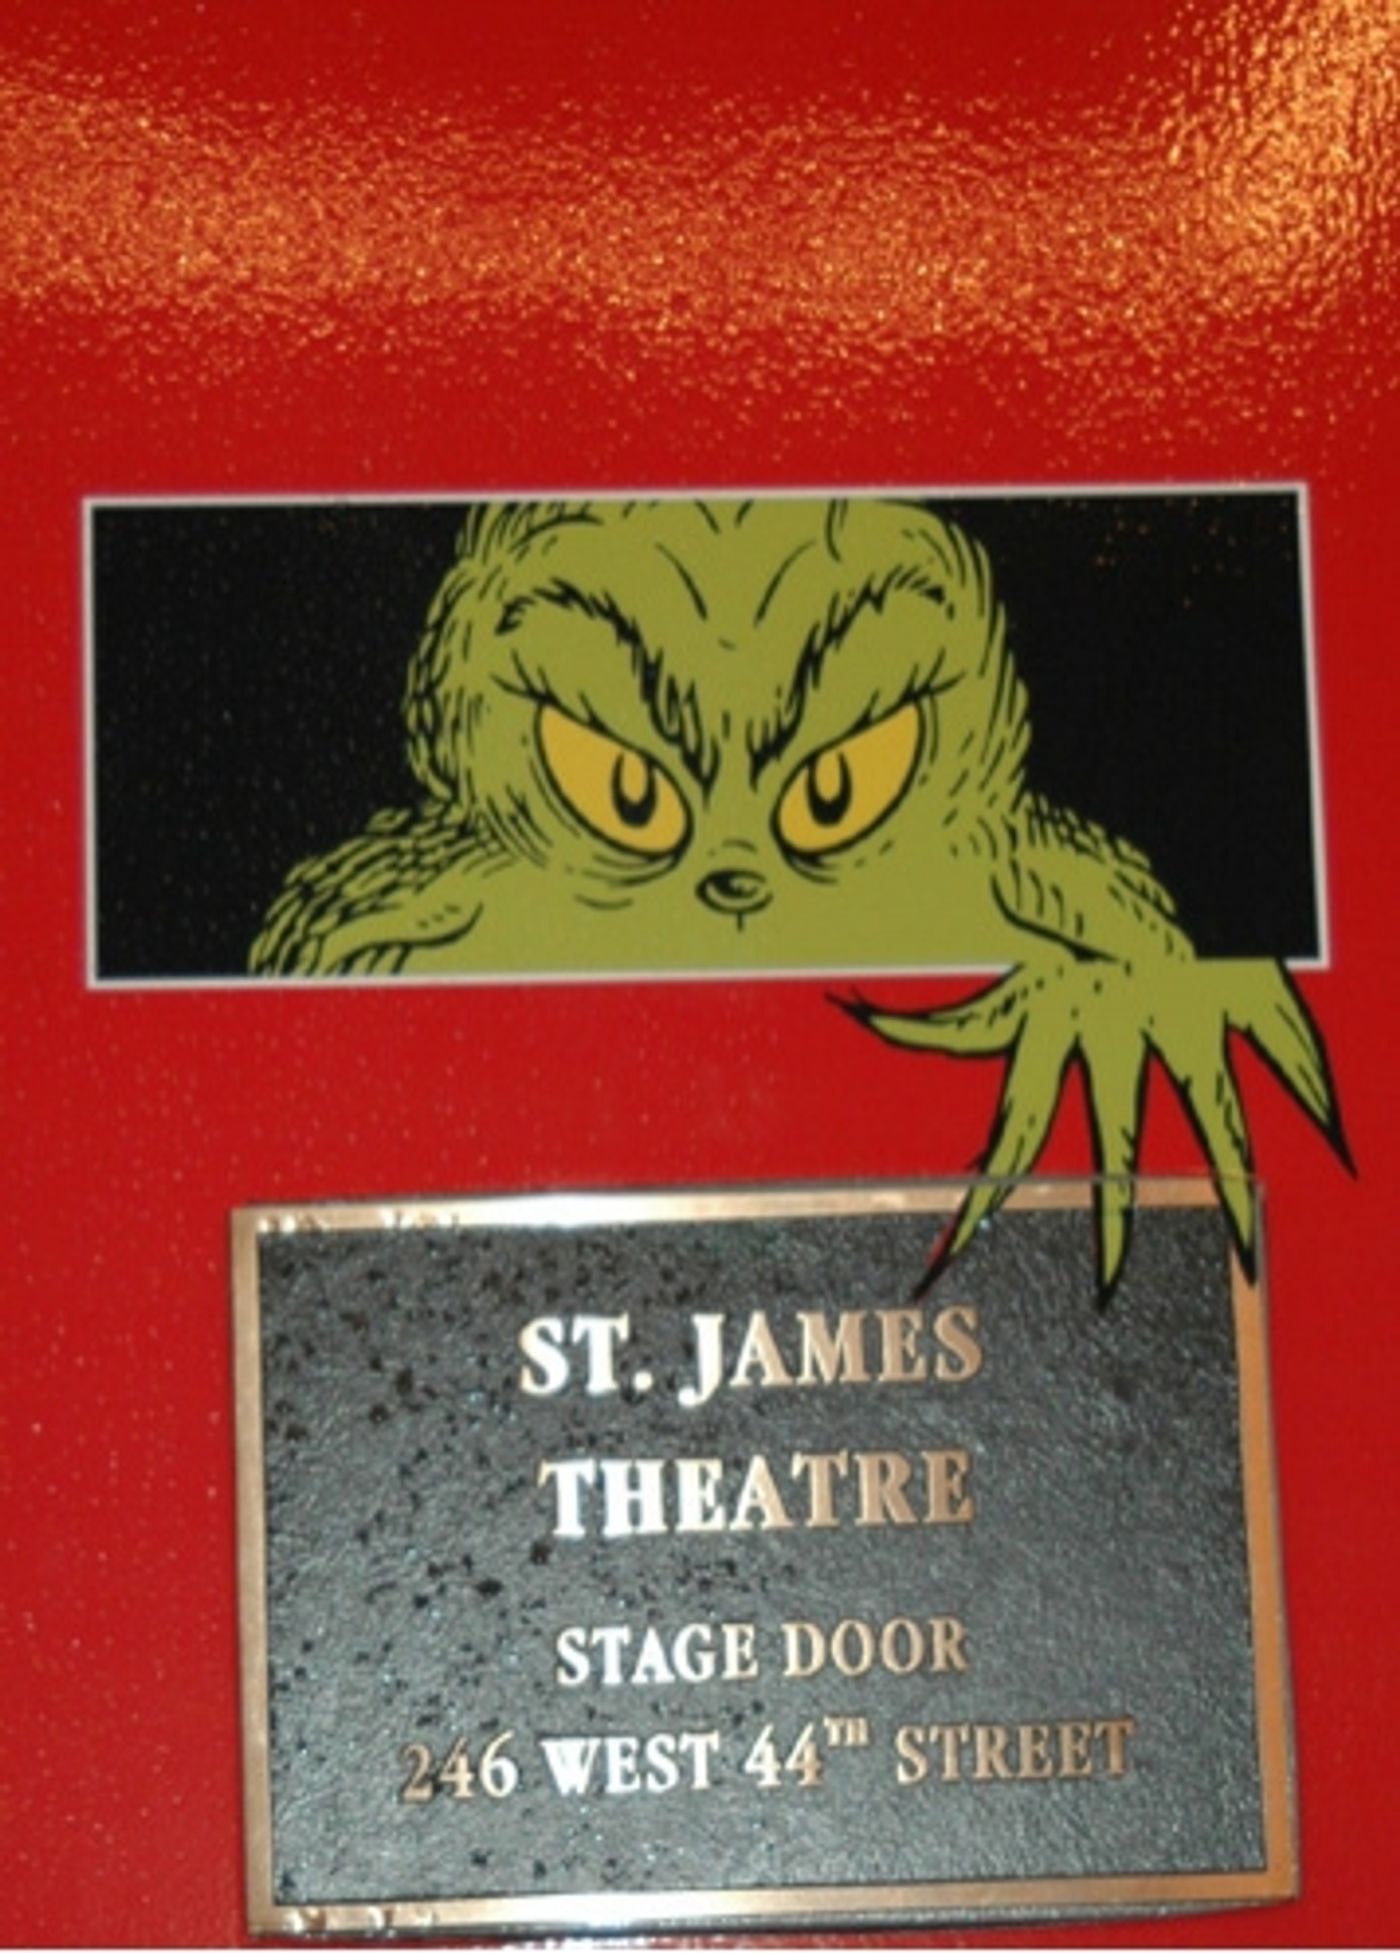 ST. JAMES
THEATRE
STAGE DOOR
246 WEST 44TH STREET